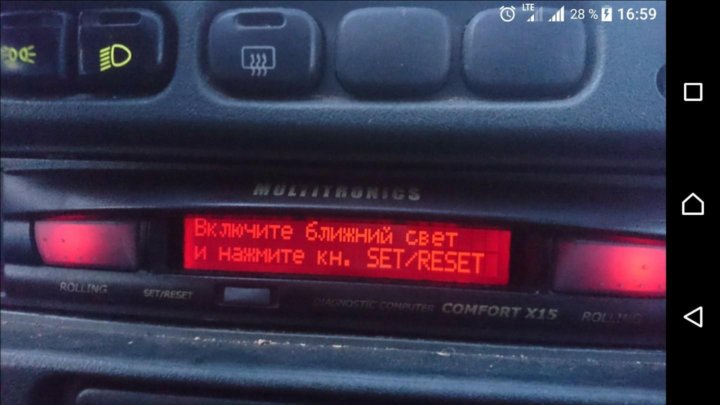 LTE 28 % 16:59
MULTITRONICS
Включите ближний свет
и нажмите кн. SET/RESET
ROLLING SET/RESET DIAGNOSTIC COMPUTER COMFORT X15 ROLLING